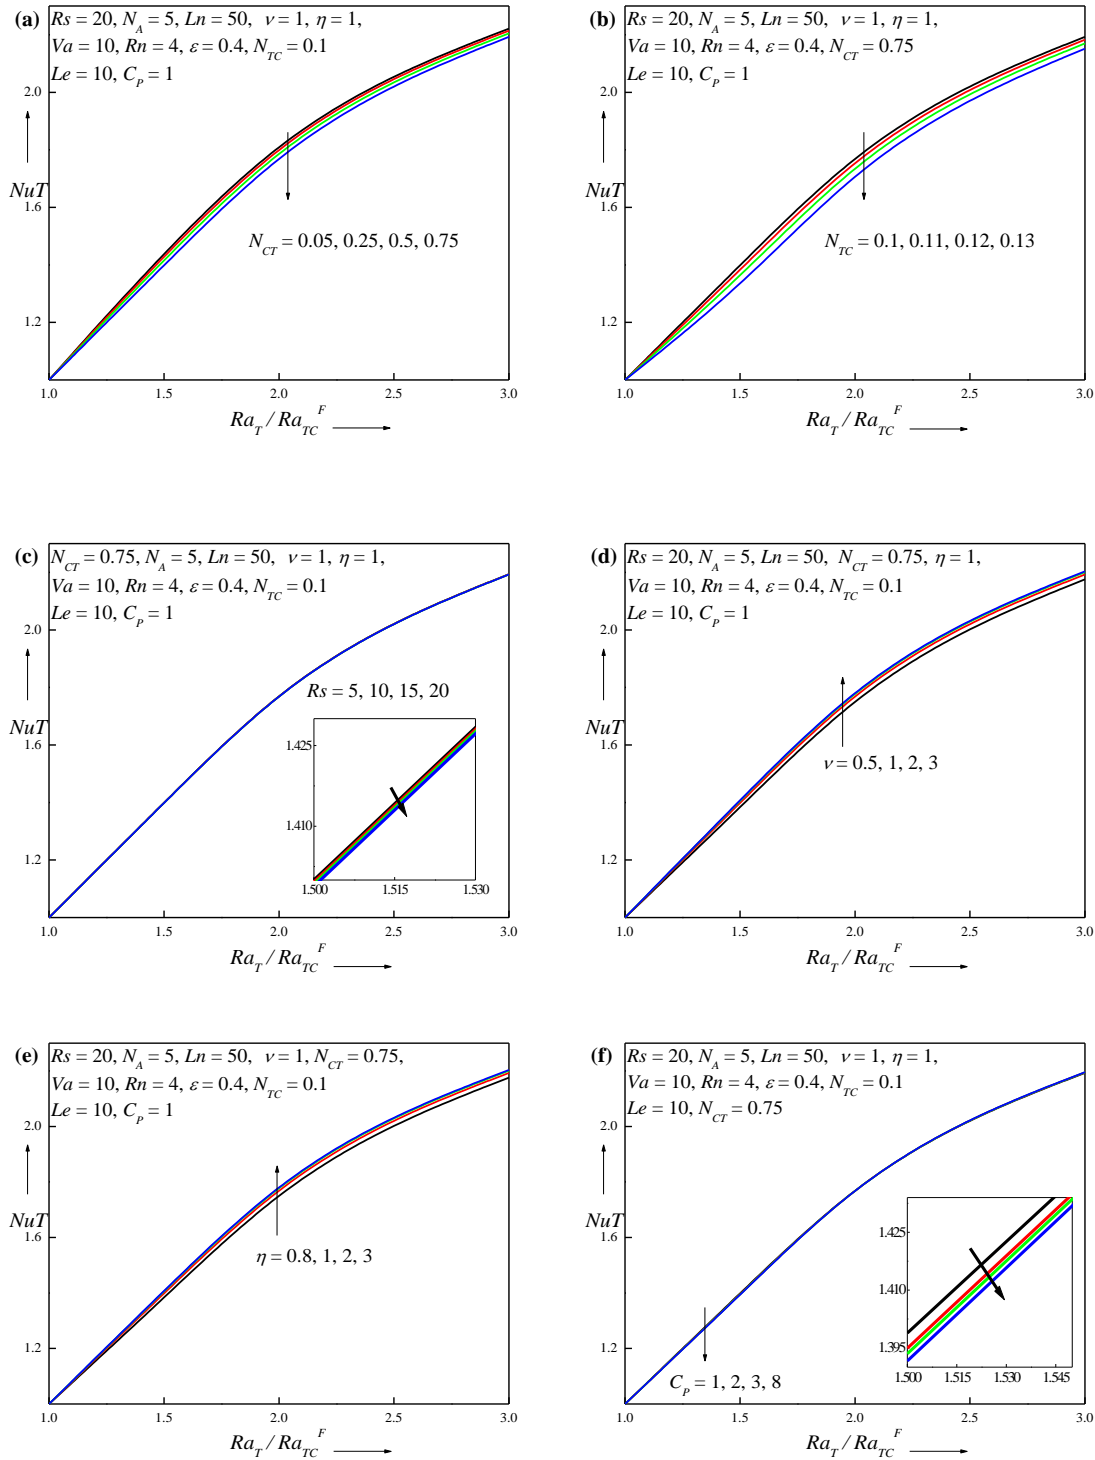 (a) Rs = 20, N_A = 5, Ln = 50, ν = 1, η = 1,
Va = 10, Rn = 4, ε = 0.4, N_TC = 0.1
Le = 10, C_P = 1
2.0
NuT
1.6
N_CT = 0.05, 0.25, 0.5, 0.75
1.2
1.0 1.5 2.0 2.5 3.0
Ra_T / Ra_TC^F
(b) Rs = 20, N_A = 5, Ln = 50, ν = 1, η = 1,
Va = 10, Rn = 4, ε = 0.4, N_CT = 0.75
Le = 10, C_P = 1
2.0
NuT
1.6
N_TC = 0.1, 0.11, 0.12, 0.13
1.2
1.0 1.5 2.0 2.5 3.0
Ra_T / Ra_TC^F
(c) N_CT = 0.75, N_A = 5, Ln = 50, ν = 1, η = 1,
Va = 10, Rn = 4, ε = 0.4, N_TC = 0.1
Le = 10, C_P = 1
2.0
Rs = 5, 10, 15, 20
NuT
1.6
1.425
1.410
1.500 1.515 1.530
1.2
1.0 1.5 2.0 2.5 3.0
Ra_T / Ra_TC^F
(d) Rs = 20, N_A = 5, Ln = 50, N_CT = 0.75, η = 1,
Va = 10, Rn = 4, ε = 0.4, N_TC = 0.1
Le = 10, C_P = 1
2.0
NuT
1.6
ν = 0.5, 1, 2, 3
1.2
1.0 1.5 2.0 2.5 3.0
Ra_T / Ra_TC^F
(e) Rs = 20, N_A = 5, Ln = 50, ν = 1, N_CT = 0.75,
Va = 10, Rn = 4, ε = 0.4, N_TC = 0.1
Le = 10, C_P = 1
2.0
NuT
1.6
η = 0.8, 1, 2, 3
1.2
1.0 1.5 2.0 2.5 3.0
Ra_T / Ra_TC^F
(f) Rs = 20, N_A = 5, Ln = 50, ν = 1, η = 1,
Va = 10, Rn = 4, ε = 0.4, N_TC = 0.1
Le = 10, N_CT = 0.75
2.0
NuT
1.6
1.425
1.410
1.395
1.500 1.515 1.530 1.545
1.2
C_P = 1, 2, 3, 8
1.0 1.5 2.0 2.5 3.0
Ra_T / Ra_TC^F